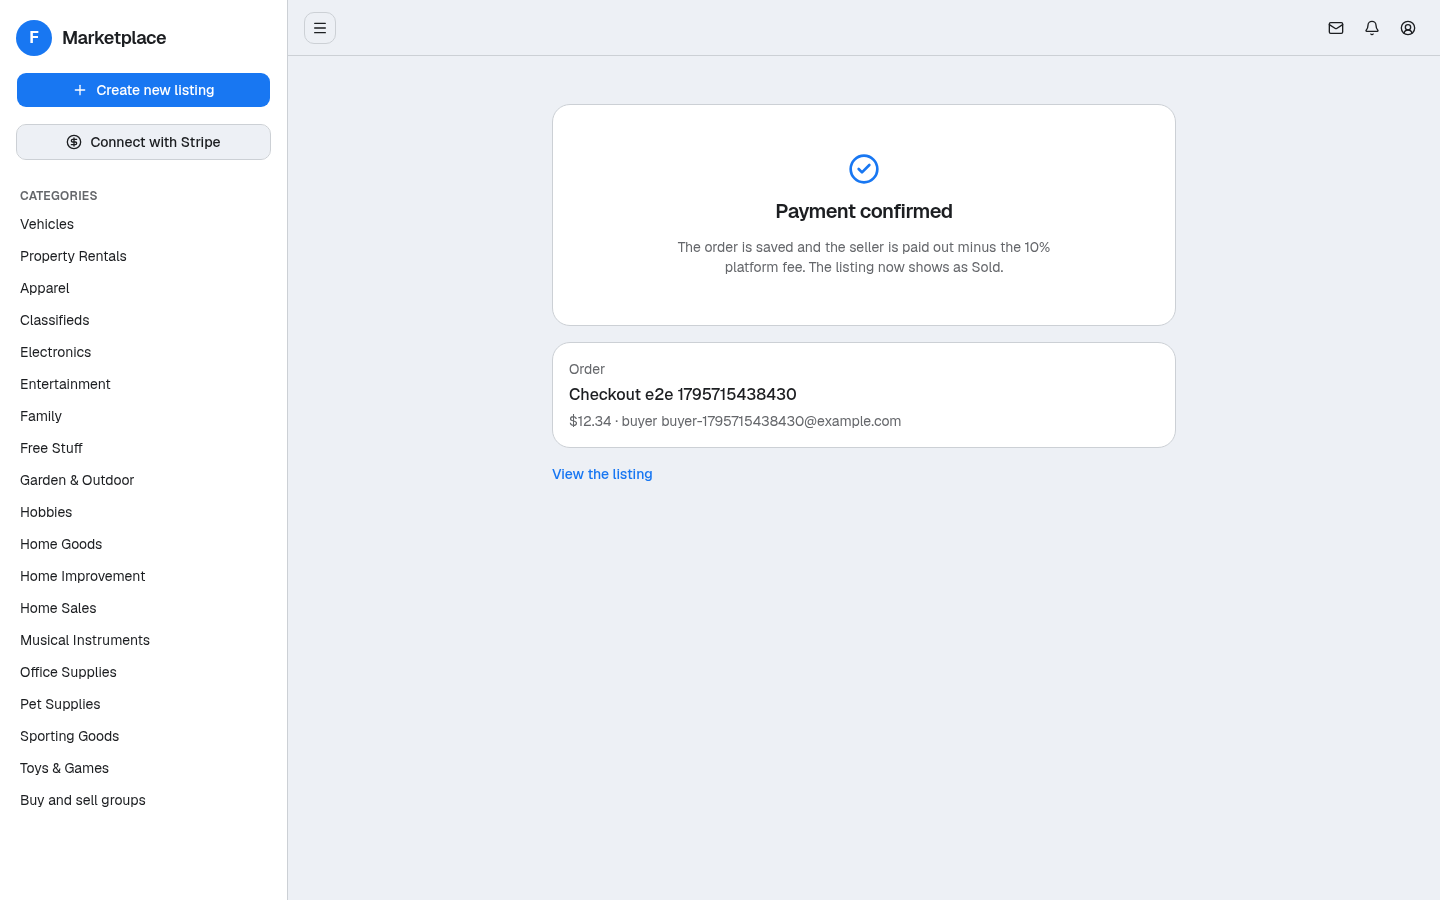 F
Marketplace
Create new listing
Connect with Stripe
CATEGORIES
Vehicles
Property Rentals
Apparel
Classifieds
Electronics
Entertainment
Family
Free Stuff
Garden & Outdoor
Hobbies
Home Goods
Home Improvement
Home Sales
Musical Instruments
Office Supplies
Pet Supplies
Sporting Goods
Toys & Games
Buy and sell groups
Payment confirmed
The order is saved and the seller is paid out minus the 10%
platform fee. The listing now shows as Sold.
Order
Checkout e2e 1795715438430
$12.34 · buyer buyer-1795715438430@example.com
View the listing